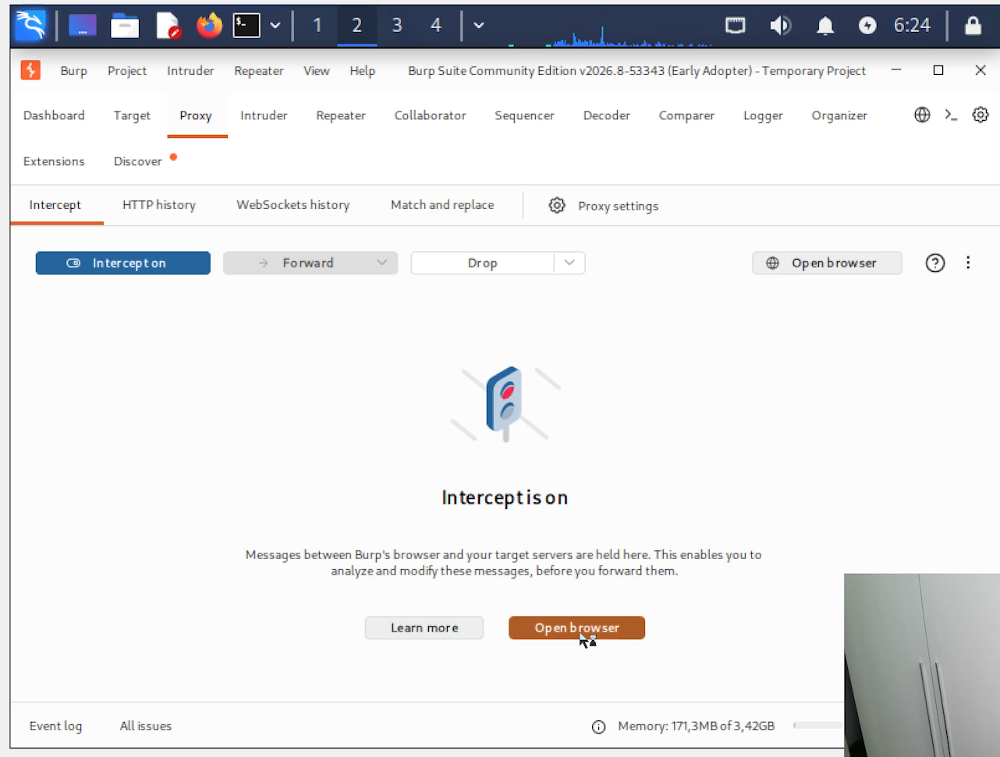 1 2 3 4 6:24
Burp Project Intruder Repeater View Help Burp Suite Community Edition v2026.8-53343 (Early Adopter) - Temporary Project
Dashboard Target Proxy Intruder Repeater Collaborator Sequencer Decoder Comparer Logger Organizer
Extensions Discover
Intercept HTTP history WebSockets history Match and replace Proxy settings
Intercept on Forward Drop Open browser
Intercept is on
Messages between Burp's browser and your target servers are held here. This enables you to
analyze and modify these messages, before you forward them.
Learn more Open browser
Event log All issues Memory: 171,3MB of 3,42GB